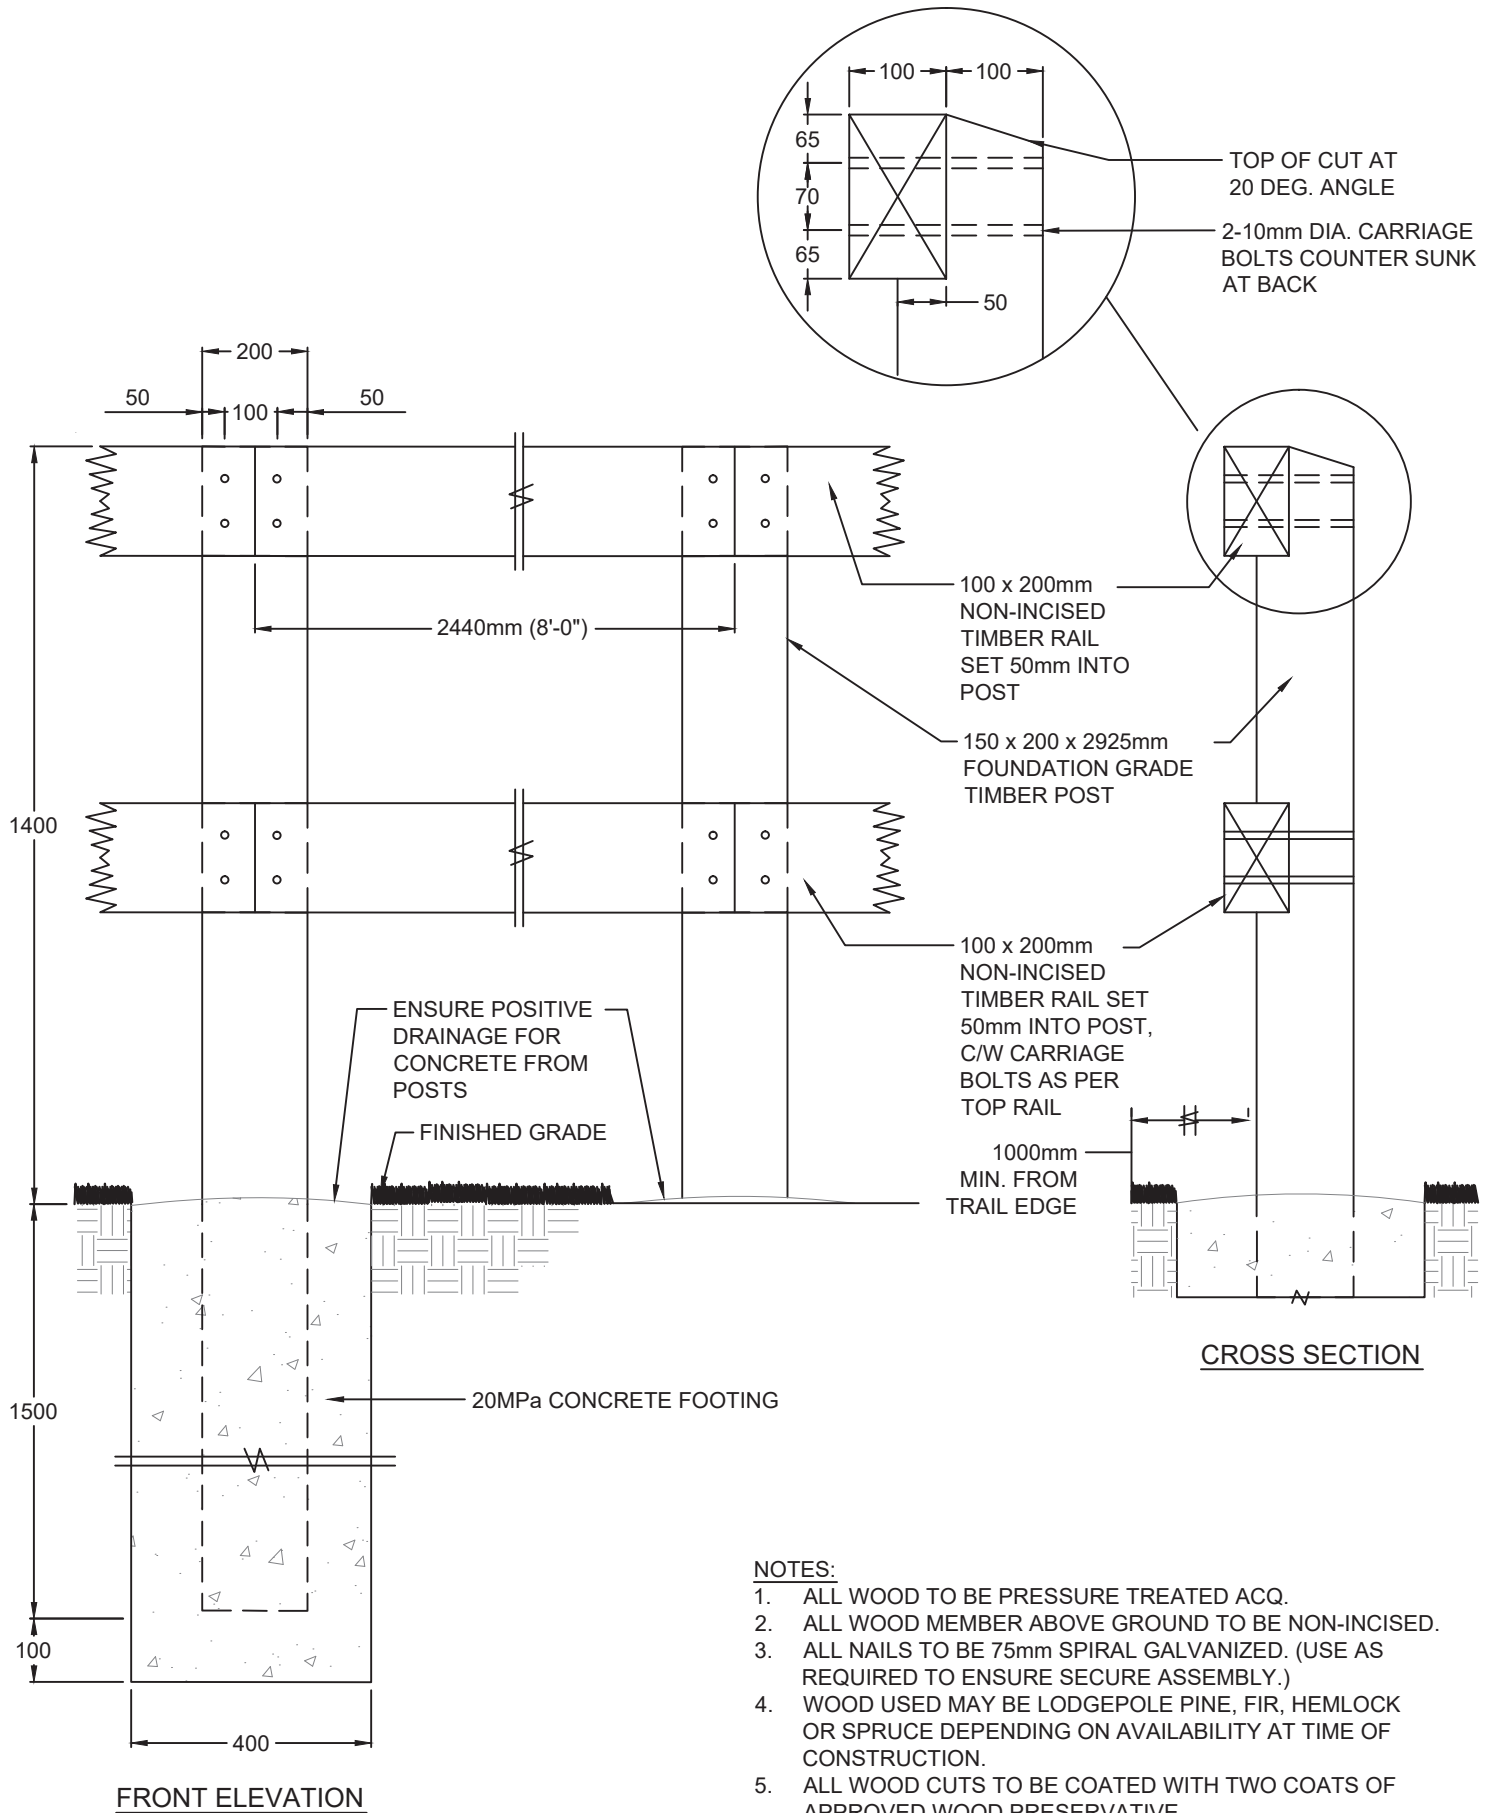 100 100
65
70
65
50
TOP OF CUT AT
20 DEG. ANGLE
2-10mm DIA. CARRIAGE
BOLTS COUNTER SUNK
AT BACK
200
50 100 50
2440mm (8'-0")
100 x 200mm
NON-INCISED
TIMBER RAIL
SET 50mm INTO
POST
150 x 200 x 2925mm
FOUNDATION GRADE
TIMBER POST
1400
100 x 200mm
NON-INCISED
TIMBER RAIL SET
50mm INTO POST,
C/W CARRIAGE
BOLTS AS PER
TOP RAIL
ENSURE POSITIVE
DRAINAGE FOR
CONCRETE FROM
POSTS
FINISHED GRADE
1000mm
MIN. FROM
TRAIL EDGE
CROSS SECTION
1500
20MPa CONCRETE FOOTING
100
400
FRONT ELEVATION
NOTES:
1. ALL WOOD TO BE PRESSURE TREATED ACQ.
2. ALL WOOD MEMBER ABOVE GROUND TO BE NON-INCISED.
3. ALL NAILS TO BE 75mm SPIRAL GALVANIZED. (USE AS
REQUIRED TO ENSURE SECURE ASSEMBLY.)
4. WOOD USED MAY BE LODGEPOLE PINE, FIR, HEMLOCK
OR SPRUCE DEPENDING ON AVAILABILITY AT TIME OF
CONSTRUCTION.
5. ALL WOOD CUTS TO BE COATED WITH TWO COATS OF
APPROVED WOOD PRESERVATIVE